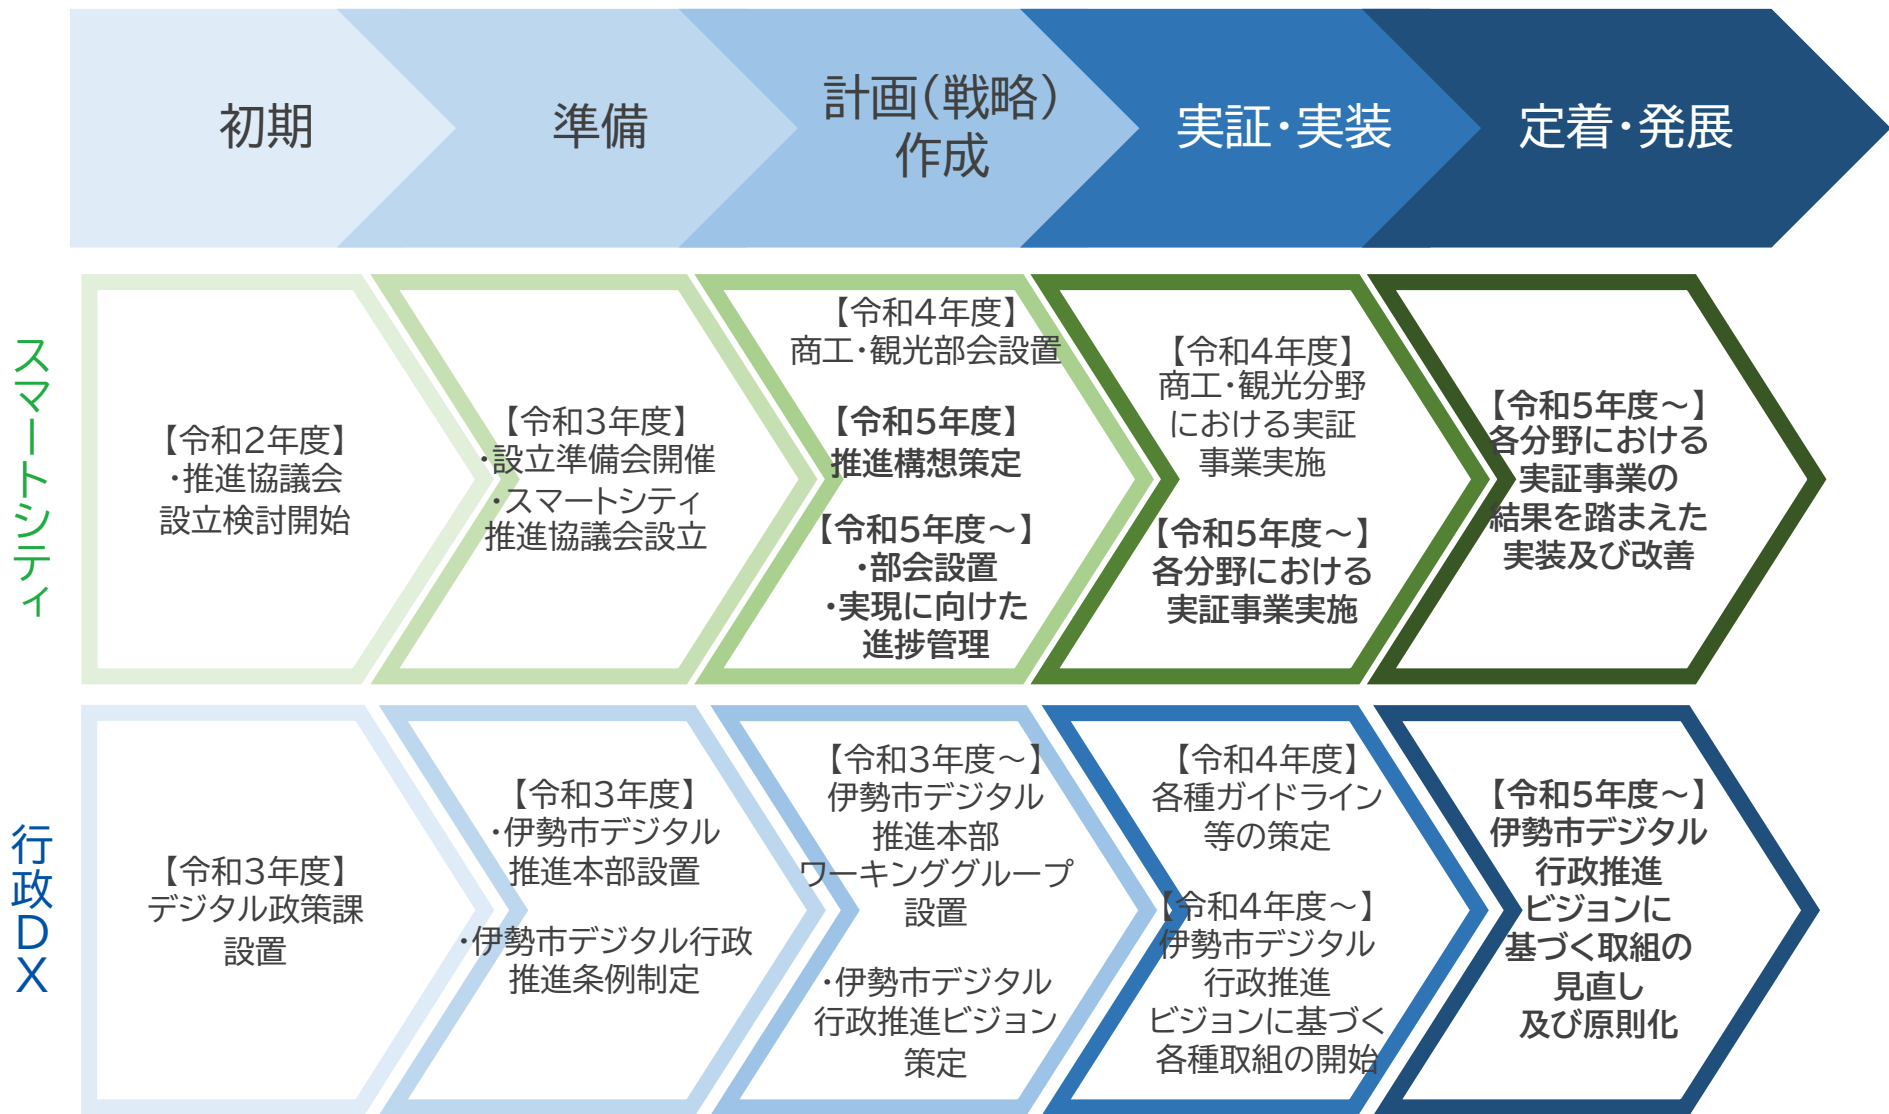 初期
準備
計画(戦略)
作成
実証・実装
定着・発展
スマートシティ
【令和2年度】
・推進協議会
設立検討開始
【令和3年度】
・設立準備会開催
・スマートシティ
推進協議会設立
【令和4年度】
商工・観光部会設置
【令和5年度】
推進構想策定
【令和5年度～】
・部会設置
・実現に向けた
進捗管理
【令和4年度】
商工・観光分野
における実証
事業実施
【令和5年度～】
各分野における
実証事業実施
【令和5年度～】
各分野における
実証事業の
結果を踏まえた
実装及び改善
行政DX
【令和3年度】
デジタル政策課
設置
【令和3年度】
・伊勢市デジタル
推進本部設置
・伊勢市デジタル行政
推進条例制定
【令和3年度～】
伊勢市デジタル
推進本部
ワーキンググループ
設置
・伊勢市デジタル
行政推進ビジョン
策定
【令和4年度】
各種ガイドライン
等の策定
【令和4年度～】
伊勢市デジタル
行政推進
ビジョンに基づく
各種取組の開始
【令和5年度～】
伊勢市デジタル
行政推進
ビジョンに
基づく取組の
見直し
及び原則化